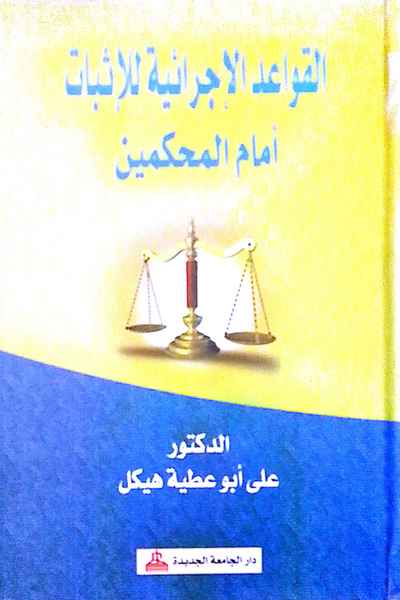 القواعد الإجرائية للإثبات
أمام المحكمين
الدكتور
على أبو عطية هيكل
دار الجامعة الجديدة